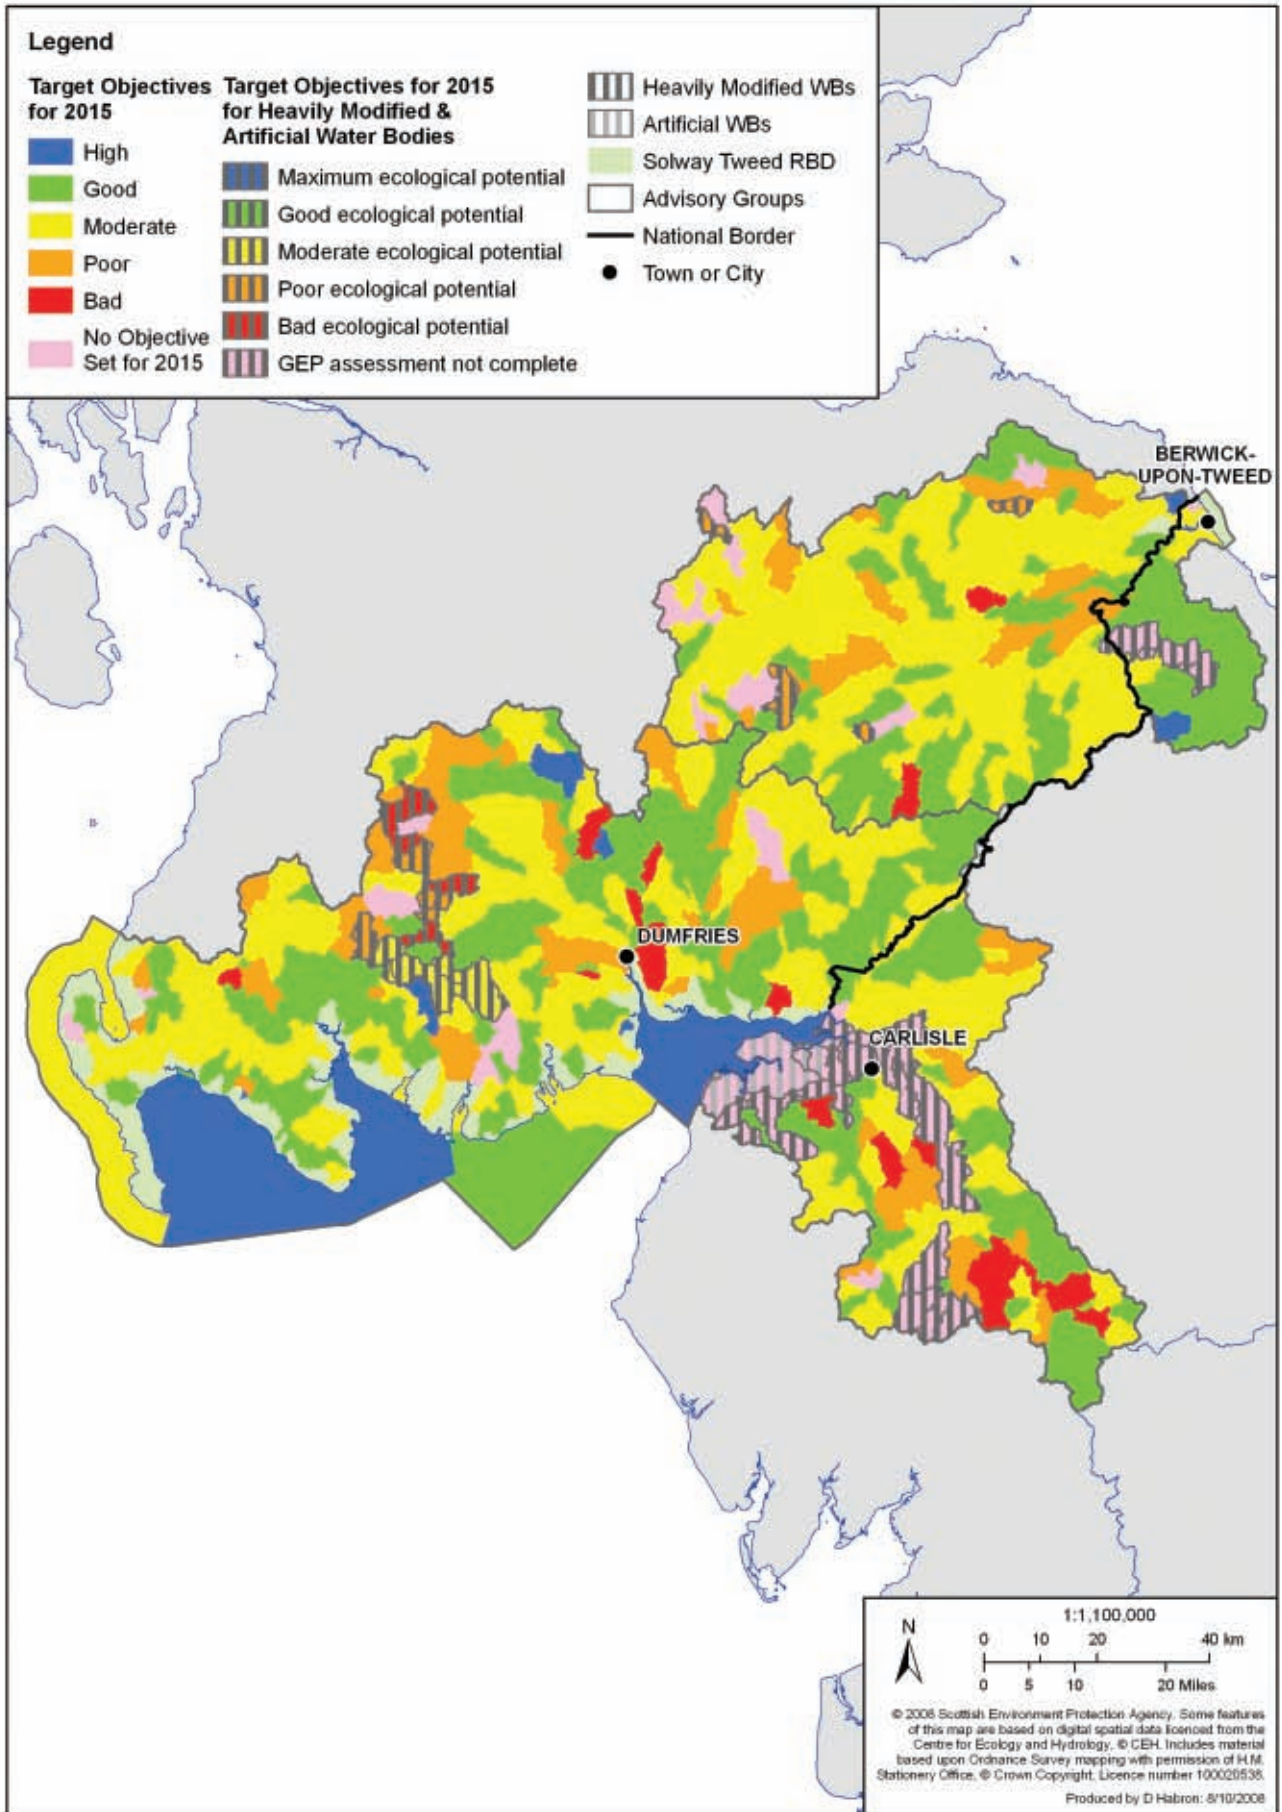 Legend
Target Objectives
for 2015
High
Good
Moderate
Poor
Bad
No Objective
Set for 2015
Target Objectives for 2015
for Heavily Modified &
Artificial Water Bodies
Maximum ecological potential
Good ecological potential
Moderate ecological potential
Poor ecological potential
Bad ecological potential
GEP assessment not complete
Heavily Modified WBs
Artificial WBs
Solway Tweed RBD
Advisory Groups
National Border
Town or City
BERWICK-
UPON-TWEED
DUMFRIES
CARLISLE
1:1,100,000
N
0 10 20 40 km
0 5 10 20 Miles
© 2008 Scottish Environment Protection Agency. Some features
of this map are based on digital spatial data licenced from the
Centre for Ecology and Hydrology, © CEH. Includes material
based upon Ordnance Survey mapping with permission of H.M.
Stationery Office, © Crown Copyright, Licence number 100020538.
Produced by D Habron: 8/10/2008